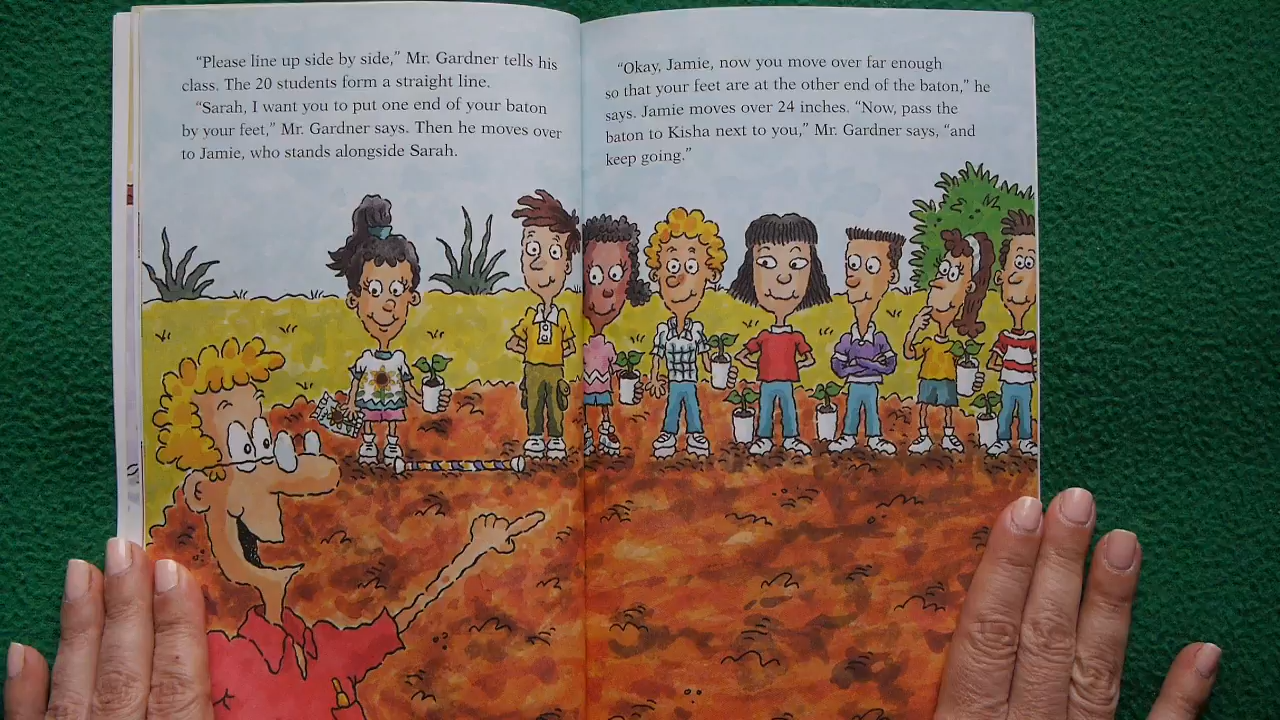 “Please line up side by side,” Mr. Gardner tells his
class. The 20 students form a straight line.
“Sarah, I want you to put one end of your baton
by your feet,” Mr. Gardner says. Then he moves over
to Jamie, who stands alongside Sarah.
“Okay, Jamie, now you move over far enough
so that your feet are at the other end of the baton,” he
says. Jamie moves over 24 inches. “Now, pass the
baton to Kisha next to you,” Mr. Gardner says, “and
keep going.”